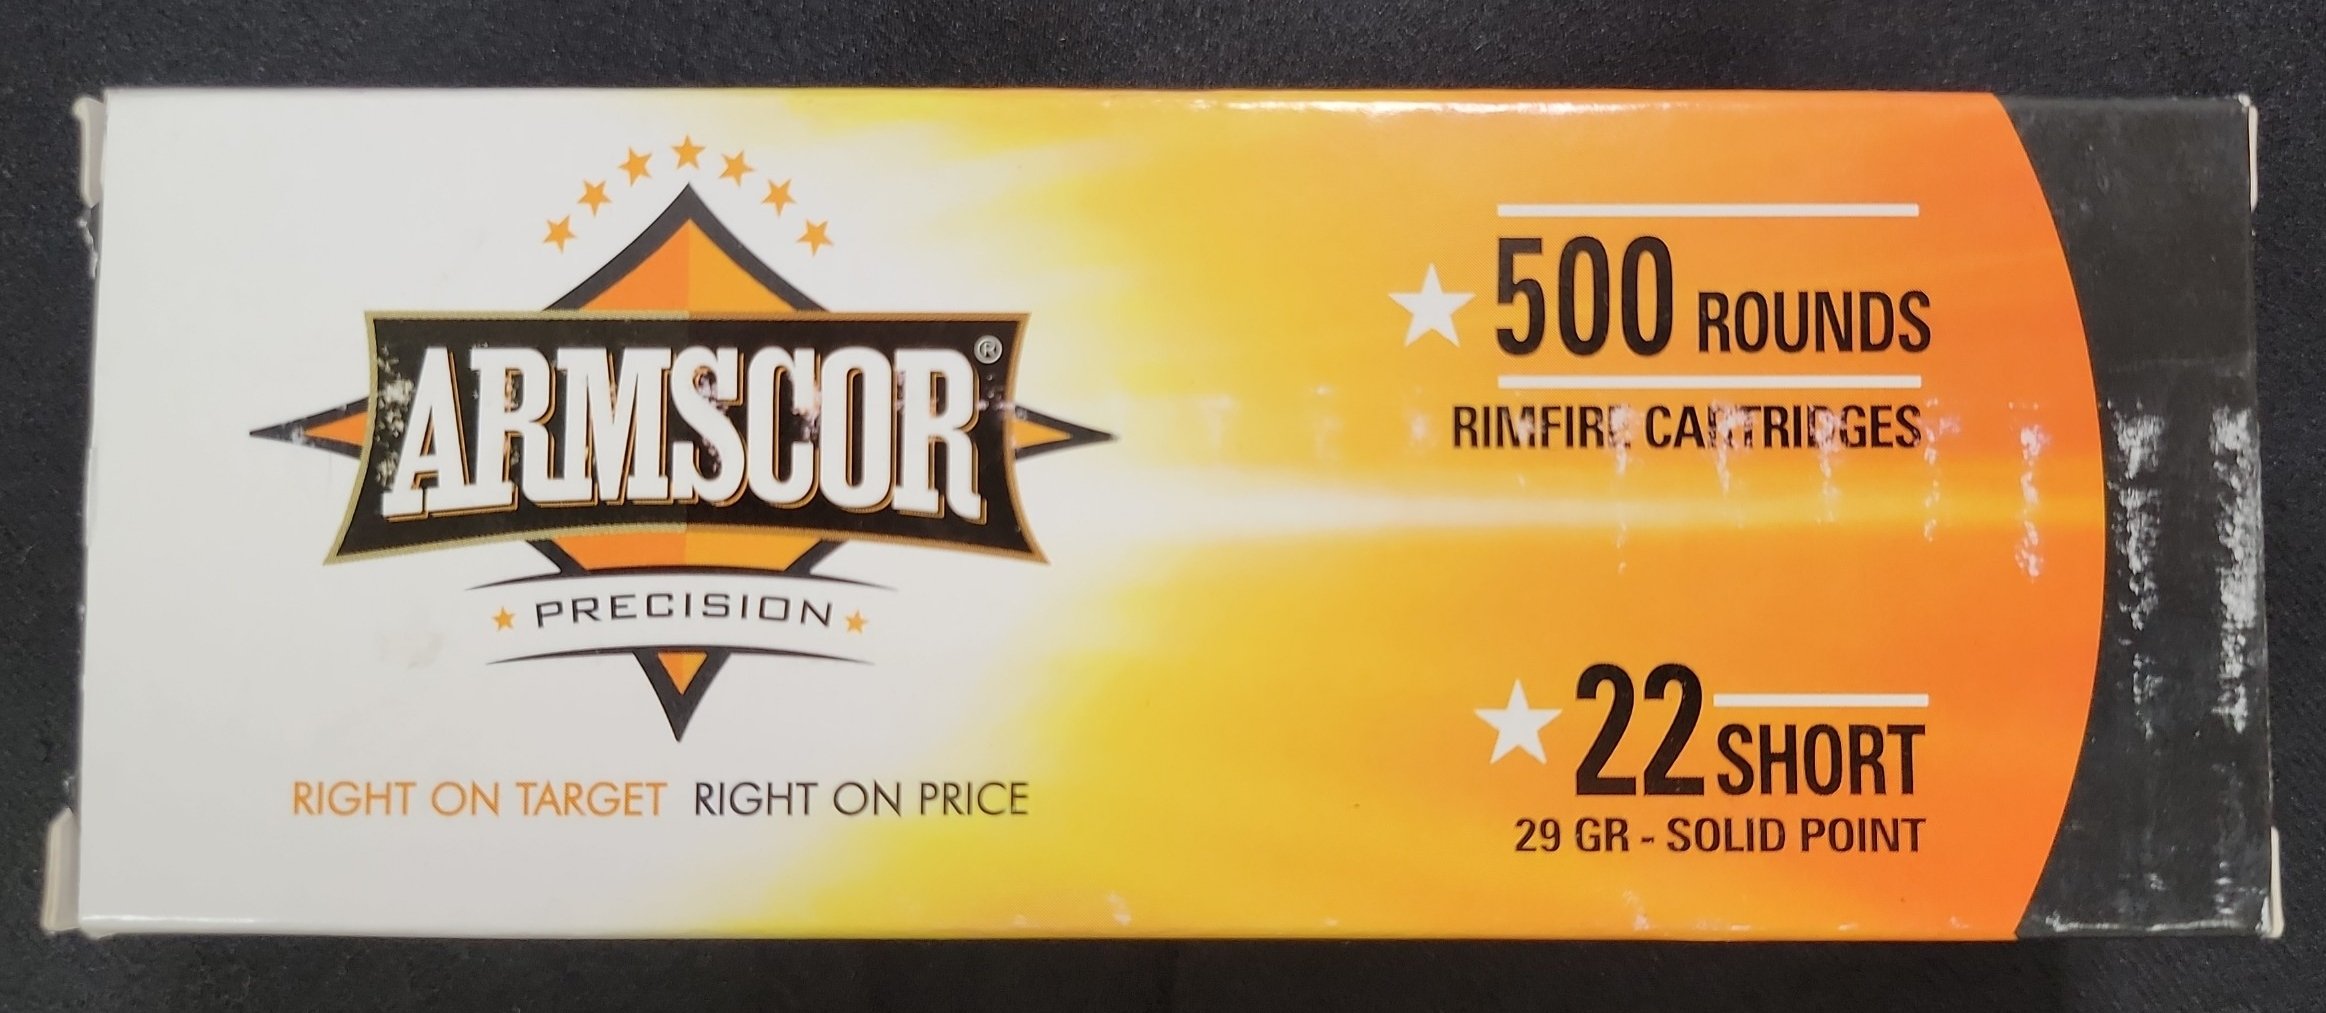 ARMSCOR®
PRECISION
RIGHT ON TARGET RIGHT ON PRICE
500 ROUNDS
RIMFIRE CARTRIDGES
22 SHORT
29 GR - SOLID POINT